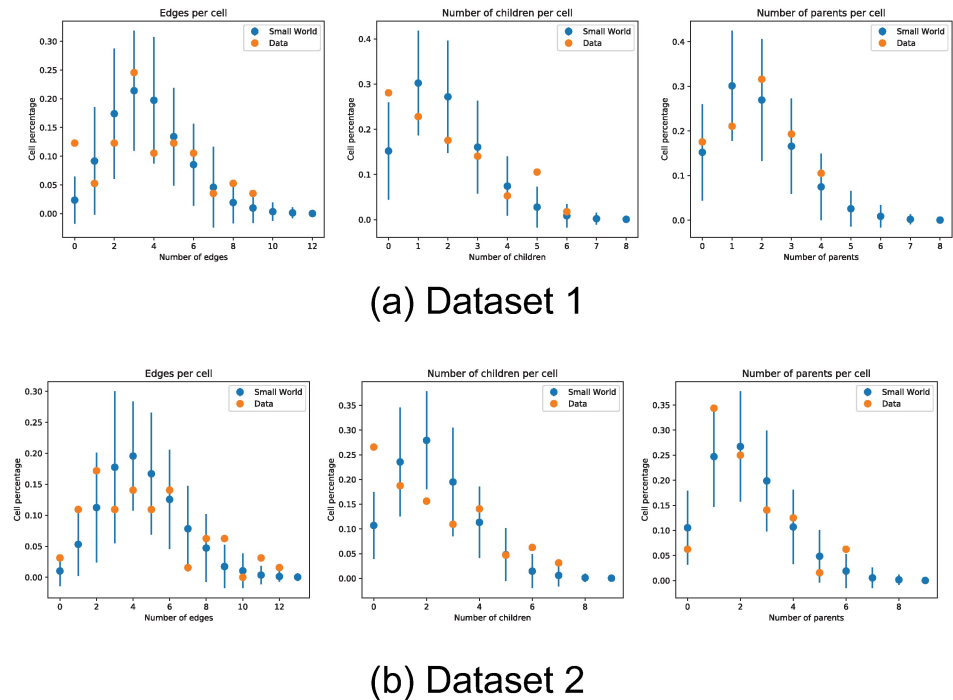 Edges per cell
Small World
Data
Cell percentage
0.30
0.25
0.20
0.15
0.10
0.05
0.00
0 2 4 6 8 10 12
Number of edges
Number of children per cell
Small World
Data
Cell percentage
0.4
0.3
0.2
0.1
0.0
0 1 2 3 4 5 6 7 8
Number of children
Number of parents per cell
Small World
Data
Cell percentage
0.4
0.3
0.2
0.1
0.0
0 1 2 3 4 5 6 7 8
Number of parents
(a) Dataset 1
Edges per cell
Small World
Data
Cell percentage
0.30
0.25
0.20
0.15
0.10
0.05
0.00
0 2 4 6 8 10 12
Number of edges
Number of children per cell
Small World
Data
Cell percentage
0.35
0.30
0.25
0.20
0.15
0.10
0.05
0.00
0 2 4 6 8
Number of children
Number of parents per cell
Small World
Data
Cell percentage
0.35
0.30
0.25
0.20
0.15
0.10
0.05
0.00
0 2 4 6 8
Number of parents
(b) Dataset 2